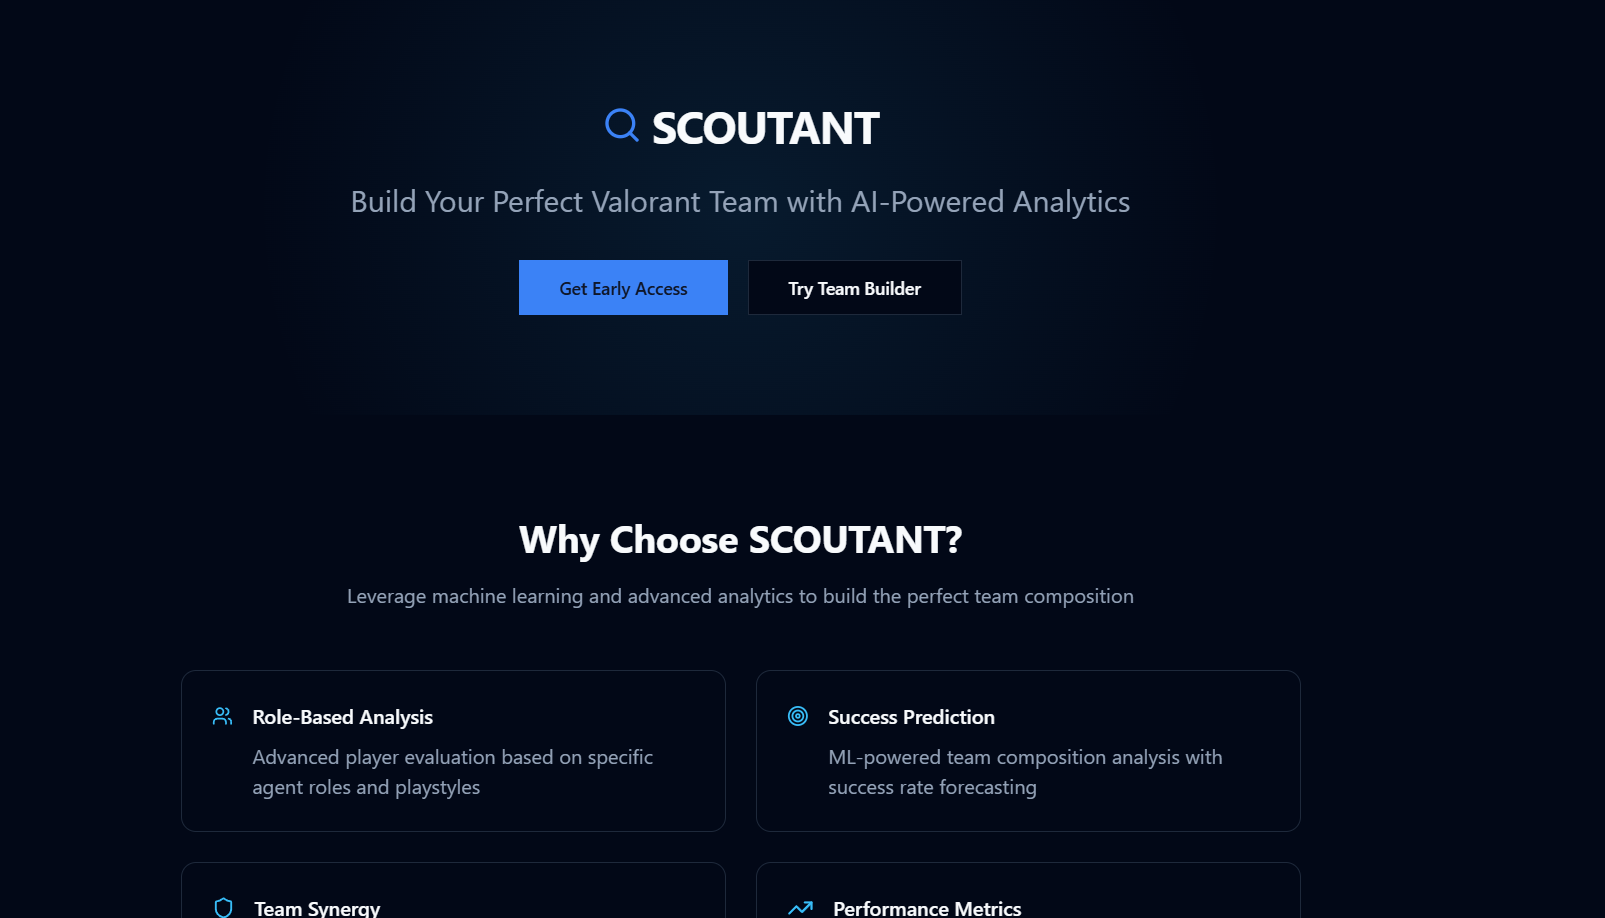 SCOUTANT
Build Your Perfect Valorant Team with AI-Powered Analytics
Get Early Access
Try Team Builder
Why Choose SCOUTANT?
Leverage machine learning and advanced analytics to build the perfect team composition
Role-Based Analysis
Advanced player evaluation based on specific
agent roles and playstyles
Success Prediction
ML-powered team composition analysis with
success rate forecasting
Team Synergy
Performance Metrics